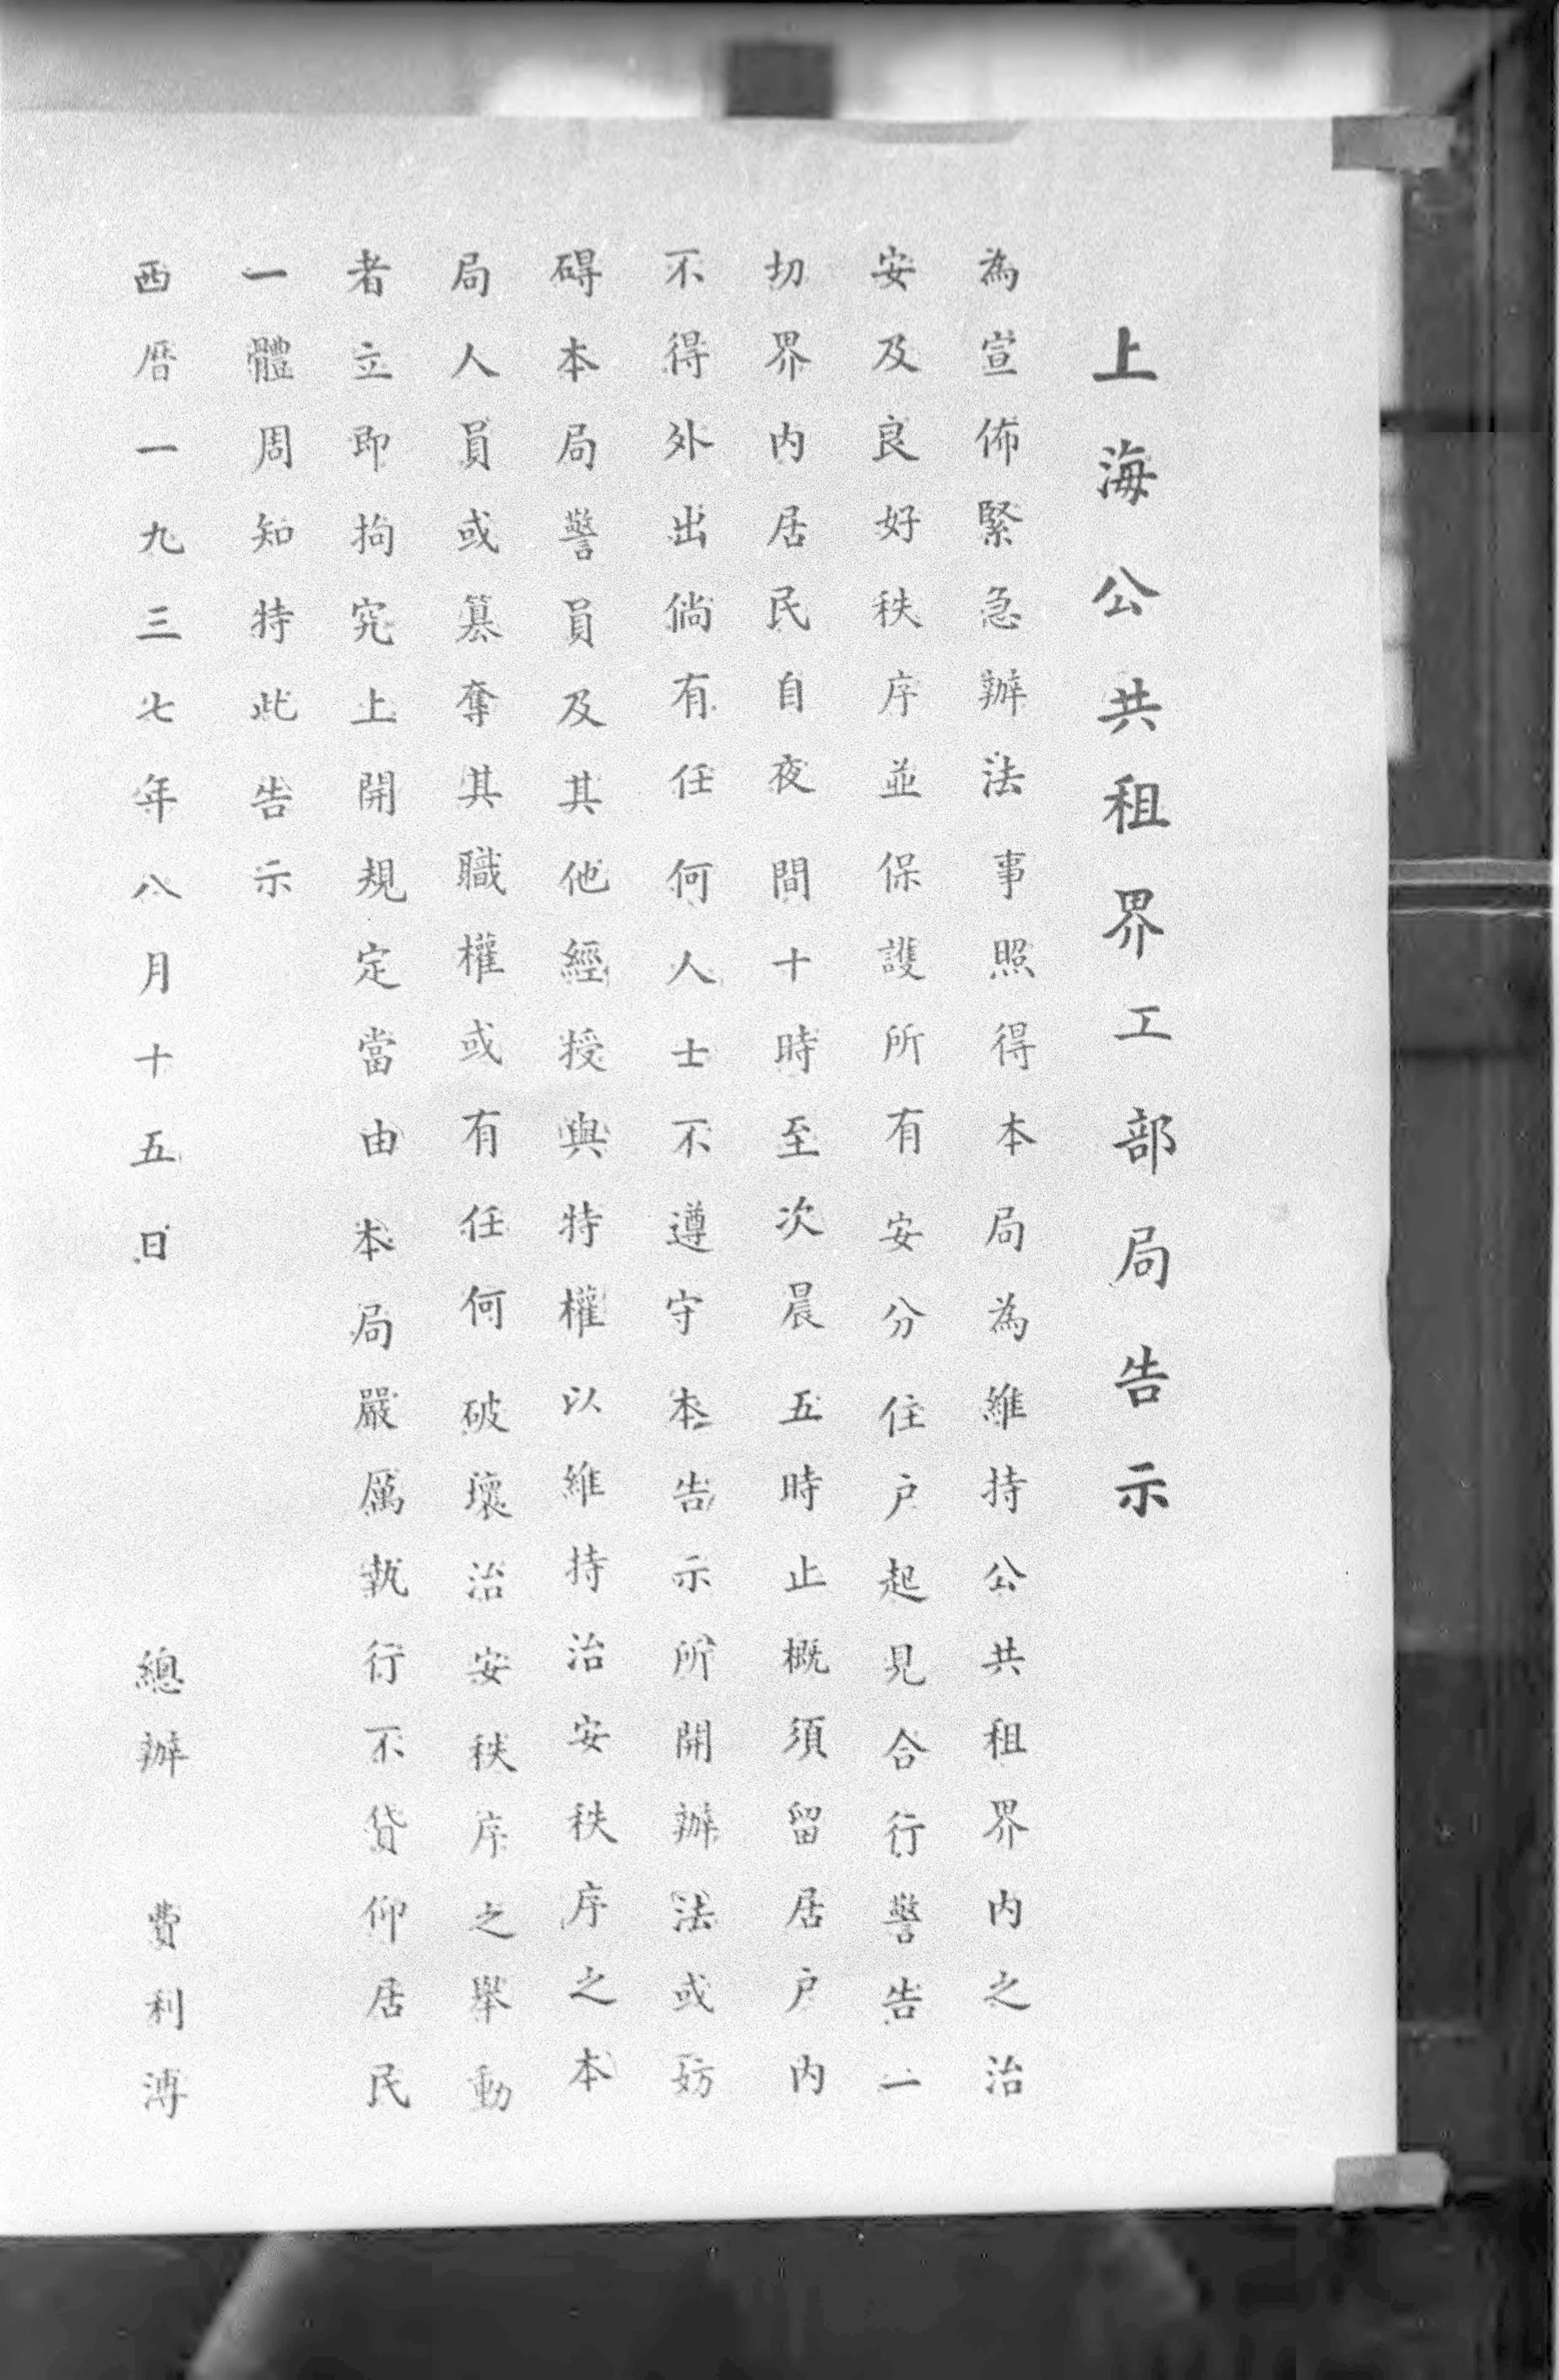 上海公共租界工部局告示
為宣佈緊急辦法事照得本局為維持公共租界内之治
安及良好秩序並保護所有安分住户起見合行警告一
切界内居民自夜間十時至次晨五時止概須留居户内
不得外出倘有任何人士不遵守本告示所開辦法或妨
碍本局警員及其他經授與特權以維持治安秩序之本
局人員或篡奪其職權或有任何破壞治安秩序之舉動
者立即拘究上開規定當由本局嚴厲執行不貸仰居民
一體周知特此告示
西曆一九三七年八月十五日 總辦 費利溥